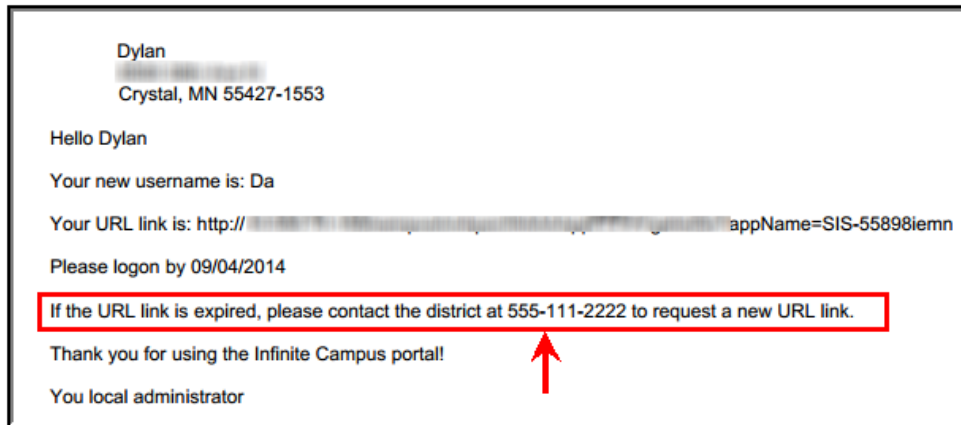 Dylan
Crystal, MN 55427-1553
Hello Dylan
Your new username is: Da
Your URL link is: http:// appName=SIS-55898iemn
Please logon by 09/04/2014
If the URL link is expired, please contact the district at 555-111-2222 to request a new URL link.
Thank you for using the Infinite Campus portal!
You local administrator